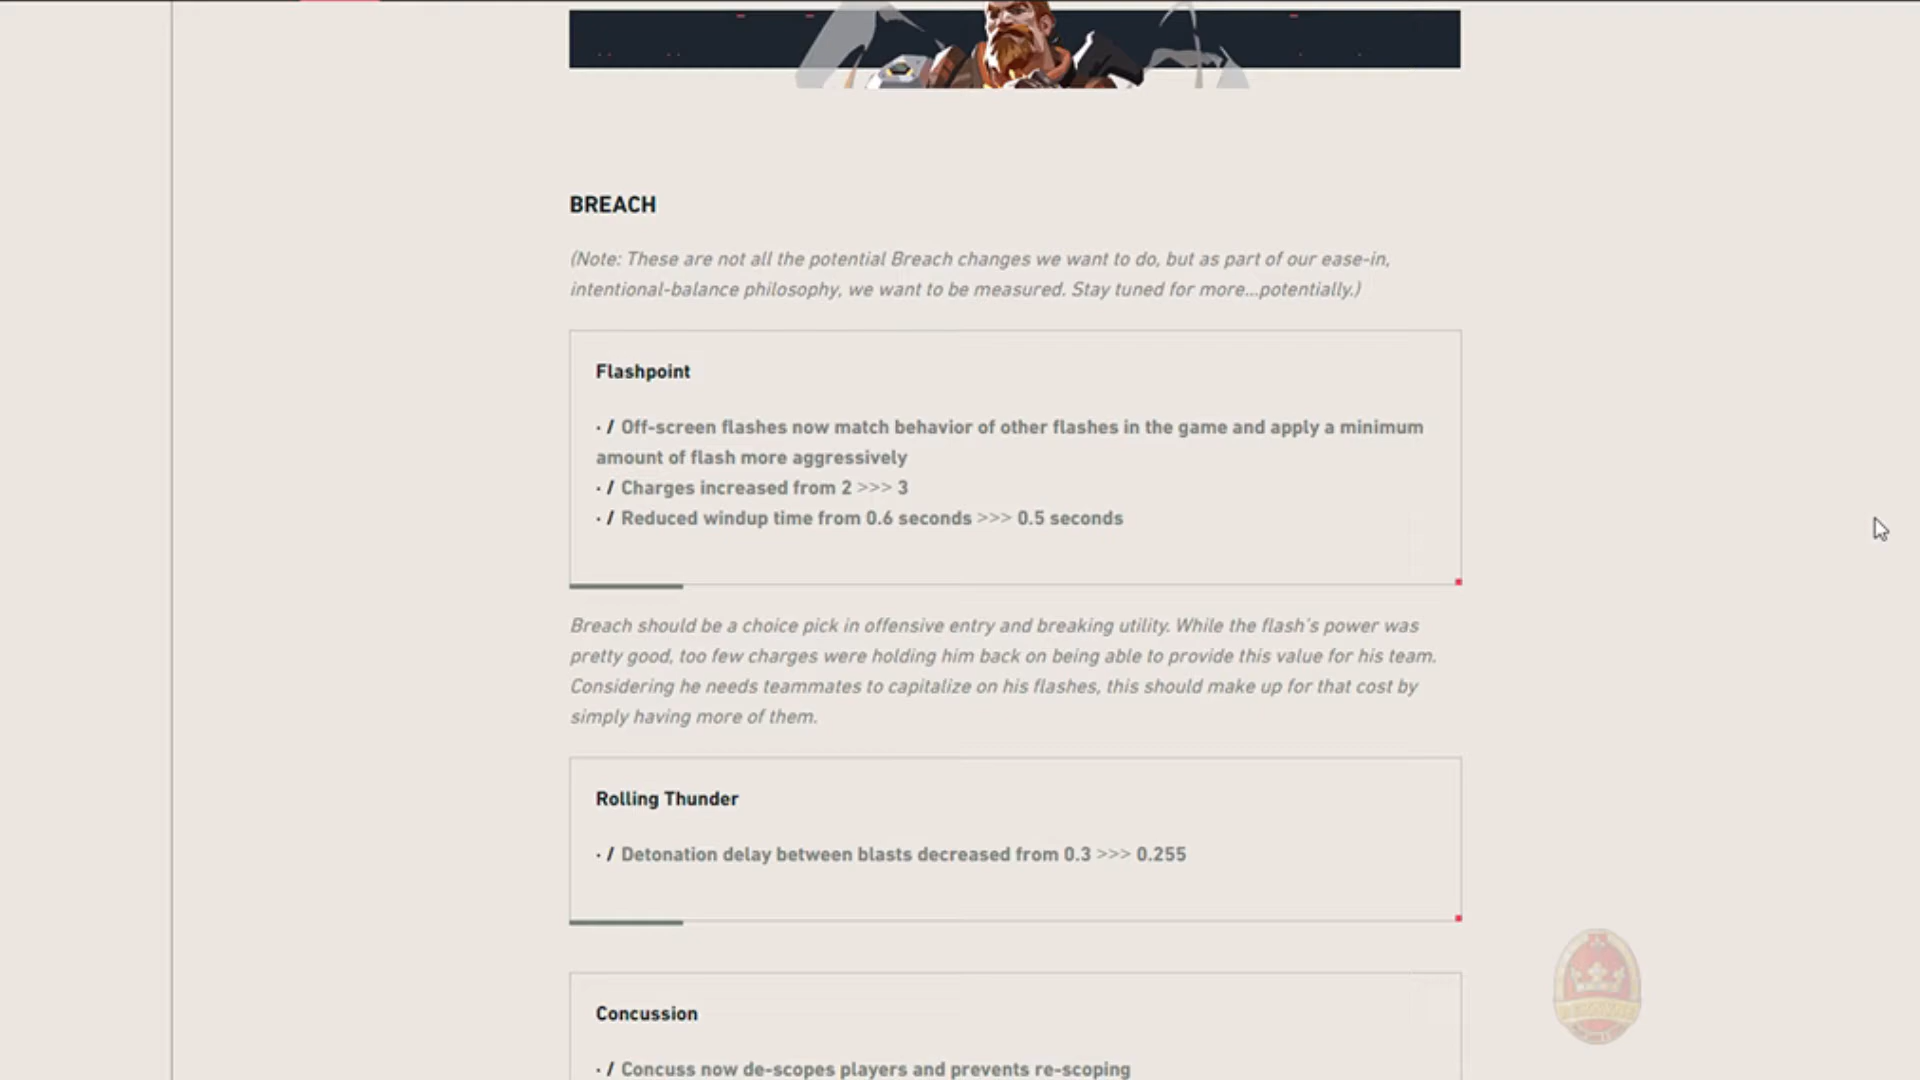 BREACH
(Note: These are not all the potential Breach changes we want to do, but as part of our ease-in,
intentional-balance philosophy, we want to be measured. Stay tuned for more...potentially.)
Flashpoint
· / Off-screen flashes now match behavior of other flashes in the game and apply a minimum
amount of flash more aggressively
· / Charges increased from 2 >>> 3
· / Reduced windup time from 0.6 seconds >>> 0.5 seconds
Breach should be a choice pick in offensive entry and breaking utility. While the flash's power was
pretty good, too few charges were holding him back on being able to provide this value for his team.
Considering he needs teammates to capitalize on his flashes, this should make up for that cost by
simply having more of them.
Rolling Thunder
· / Detonation delay between blasts decreased from 0.3 >>> 0.255
Concussion
· / Concuss now de-scopes players and prevents re-scoping